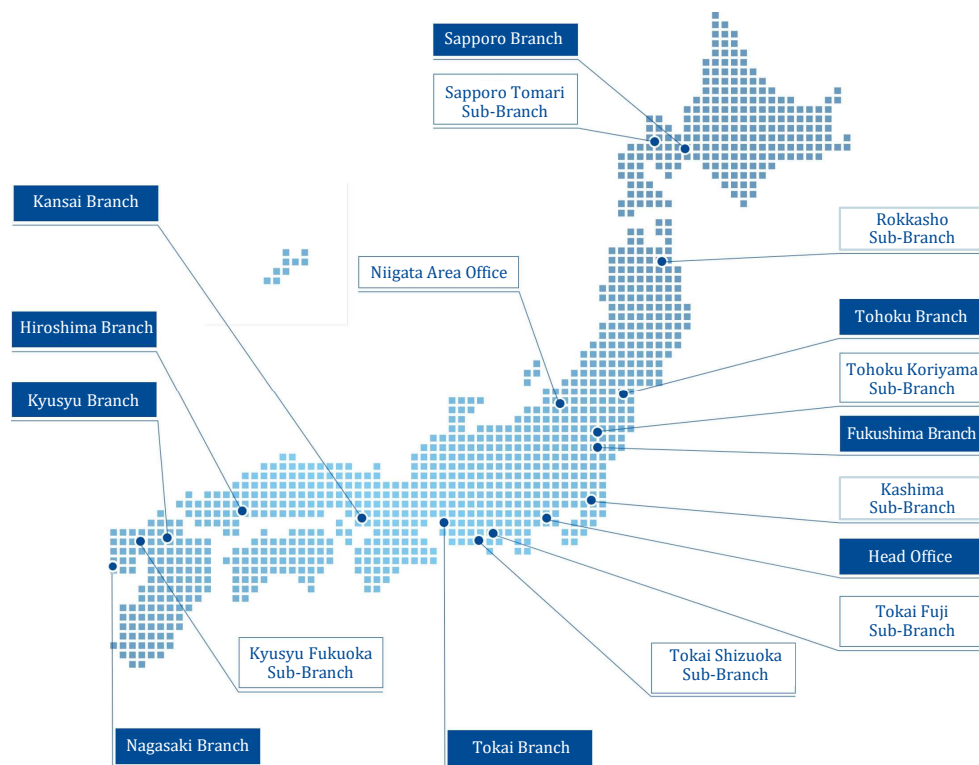 Sapporo Branch
Sapporo Tomari
Sub-Branch
Kansai Branch
Rokkasho
Sub-Branch
Niigata Area Office
Hiroshima Branch
Tohoku Branch
Tohoku Koriyama
Sub-Branch
Kyusyu Branch
Fukushima Branch
Kashima
Sub-Branch
Head Office
Tokai Fuji
Sub-Branch
Kyusyu Fukuoka
Sub-Branch
Tokai Shizuoka
Sub-Branch
Nagasaki Branch
Tokai Branch